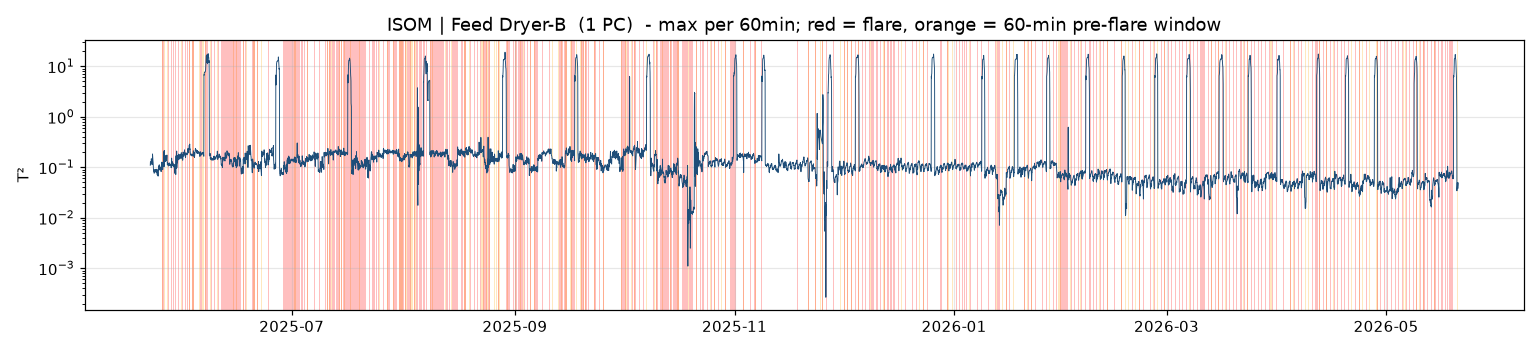 ISOM | Feed Dryer-B (1 PC) - max per 60min; red = flare, orange = 60-min pre-flare window
T²
10¹
10⁰
10⁻¹
10⁻²
10⁻³
2025-07 2025-09 2025-11 2026-01 2026-03 2026-05